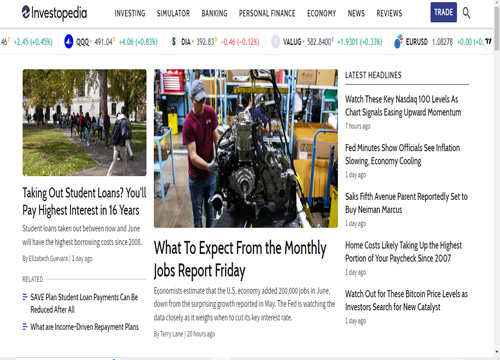 Investopedia
INVESTING SIMULATOR BANKING PERSONAL FINANCE ECONOMY NEWS REVIEWS TRADE
.46 D +2.45 (+0.45%) QQQ D 491.04 D +4.06 (+0.83%) DIA 392.83 D -0.46 (-0.12%) VALUG 582.8400 +1.9301 (+0.33%) EURUSD 1.08278 +0.00 (+0.
LATEST HEADLINES
Watch These Key Nasdaq 100 Levels As
Chart Signals Easing Upward Momentum
7 hours ago
Fed Minutes Show Officials See Inflation
Slowing, Economy Cooling
1 day ago
Saks Fifth Avenue Parent Reportedly Set to
Buy Neiman Marcus
1 day ago
Home Costs Likely Taking Up the Highest
Portion of Your Paycheck Since 2007
1 day ago
Watch Out for These Bitcoin Price Levels as
Investors Search for New Catalyst
1 day ago
Taking Out Student Loans? You'll
Pay Highest Interest in 16 Years
Student loans taken out between now and June
will have the highest borrowing costs since 2008.
By Elizabeth Guevara | 1 day ago
RELATED
SAVE Plan Student Loan Payments Can Be
Reduced After All
What are Income-Driven Repayment Plans
What To Expect From the Monthly
Jobs Report Friday
Economists estimate that the U.S. economy added 200,000 jobs in June,
down from the surprising growth reported in May. The Fed is watching the
data closely as it weighs when to cut its key interest rate.
By Terry Lane | 20 hours ago